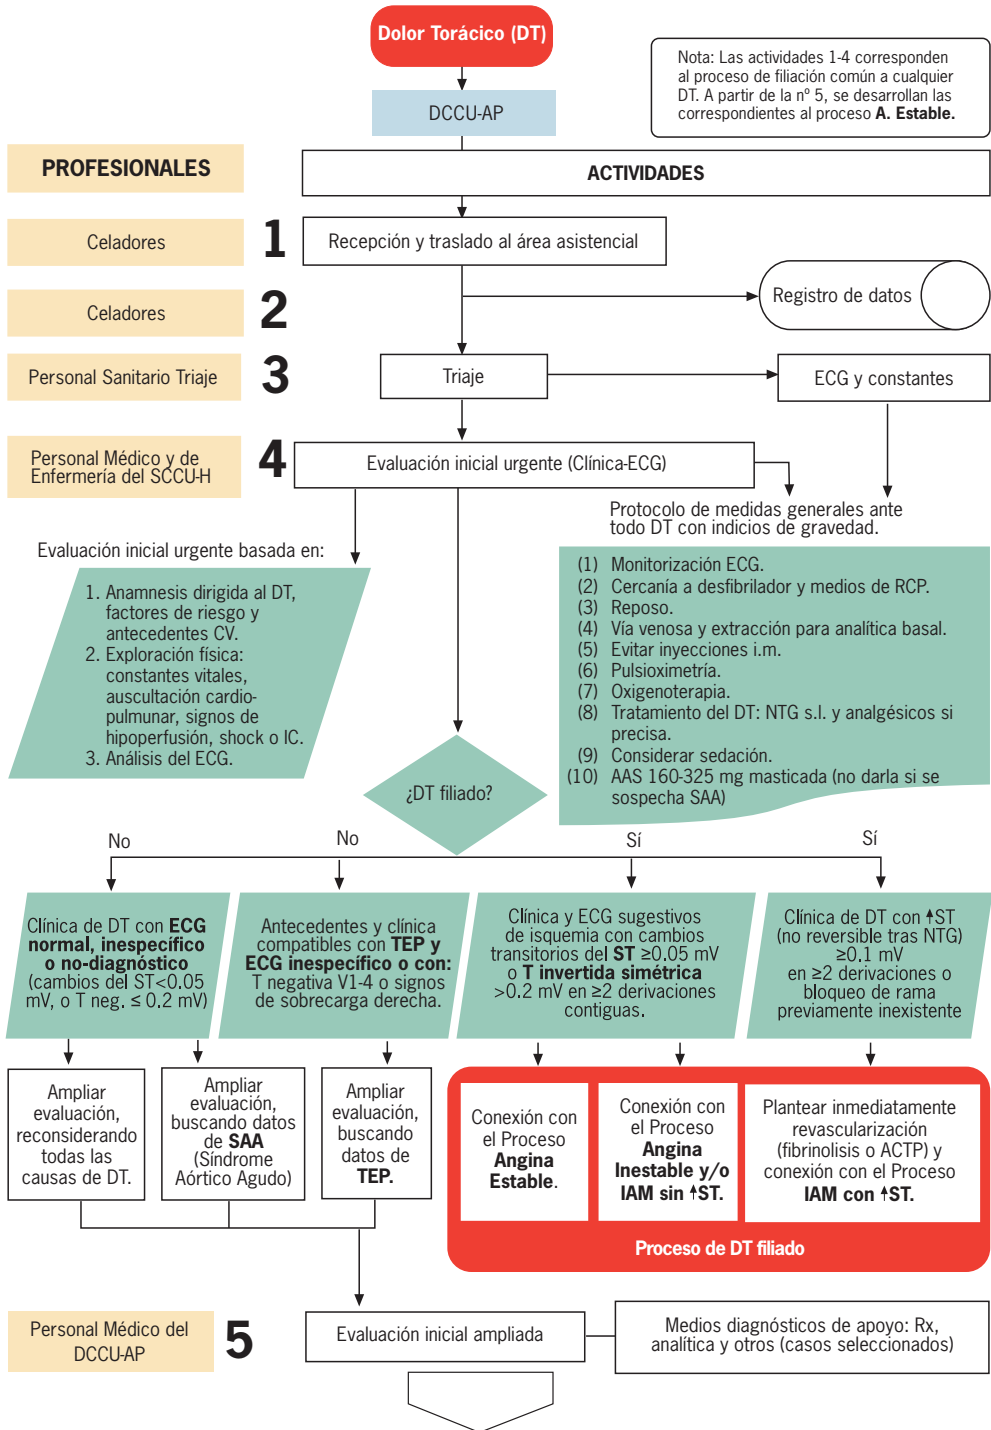 Dolor Torácico (DT)
DCCU-AP
Nota: Las actividades 1-4 corresponden
al proceso de filiación común a cualquier
DT. A partir de la nº 5, se desarrollan las
correspondientes al proceso A. Estable.
PROFESIONALES
ACTIVIDADES
Celadores
1
Recepción y traslado al área asistencial
Celadores
2
Registro de datos
Personal Sanitario Triaje
3
Triaje
ECG y constantes
Personal Médico y de
Enfermería del SCCU-H
4
Evaluación inicial urgente (Clínica-ECG)
Protocolo de medidas generales ante
todo DT con indicios de gravedad.
Evaluación inicial urgente basada en:
1. Anamnesis dirigida al DT,
factores de riesgo y
antecedentes CV.
2. Exploración física:
constantes vitales,
auscultación cardio-
pulmunar, signos de
hipoperfusión, shock o IC.
3. Análisis del ECG.
(1) Monitorización ECG.
(2) Cercanía a desfibrilador y medios de RCP.
(3) Reposo.
(4) Vía venosa y extracción para analítica basal.
(5) Evitar inyecciones i.m.
(6) Pulsioximetría.
(7) Oxigenoterapia.
(8) Tratamiento del DT: NTG s.l. y analgésicos si
precisa.
(9) Considerar sedación.
(10) AAS 160-325 mg masticada (no darla si se
sospecha SAA)
¿DT filiado?
No
No
Sí
Sí
Clínica de DT con ECG
normal, inespecífico
o no-diagnóstico
(cambios del ST<0.05
mV, o T neg. ≤ 0.2 mV)
Antecedentes y clínica
compatibles con TEP y
ECG inespecífico o con:
T negativa V1-4 o signos
de sobrecarga derecha.
Clínica y ECG sugestivos
de isquemia con cambios
transitorios del ST ≥0.05 mV
o T invertida simétrica
>0.2 mV en ≥2 derivaciones
contiguas.
Clínica de DT con ↑ST
(no reversible tras NTG)
≥0.1 mV
en ≥2 derivaciones o
bloqueo de rama
previamente inexistente
Ampliar
evaluación,
reconsiderando
todas las
causas de DT.
Ampliar
evaluación,
buscando datos
de SAA
(Síndrome
Aórtico Agudo)
Ampliar
evaluación,
buscando
datos de
TEP.
Conexión con
el Proceso
Angina
Estable.
Conexión con
el Proceso
Angina
Inestable y/o
IAM sin ↑ST.
Plantear inmediatamente
revascularización
(fibrinolisis o ACTP) y
conexión con el Proceso
IAM con ↑ST.
Proceso de DT filiado
Personal Médico del
DCCU-AP
5
Evaluación inicial ampliada
Medios diagnósticos de apoyo: Rx,
analítica y otros (casos seleccionados)